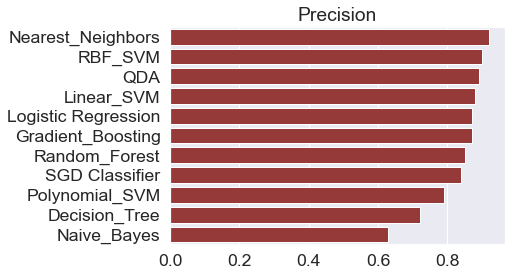 Precision
Nearest_Neighbors
RBF_SVM
QDA
Linear_SVM
Logistic Regression
Gradient_Boosting
Random_Forest
SGD Classifier
Polynomial_SVM
Decision_Tree
Naive_Bayes
0.0 0.2 0.4 0.6 0.8